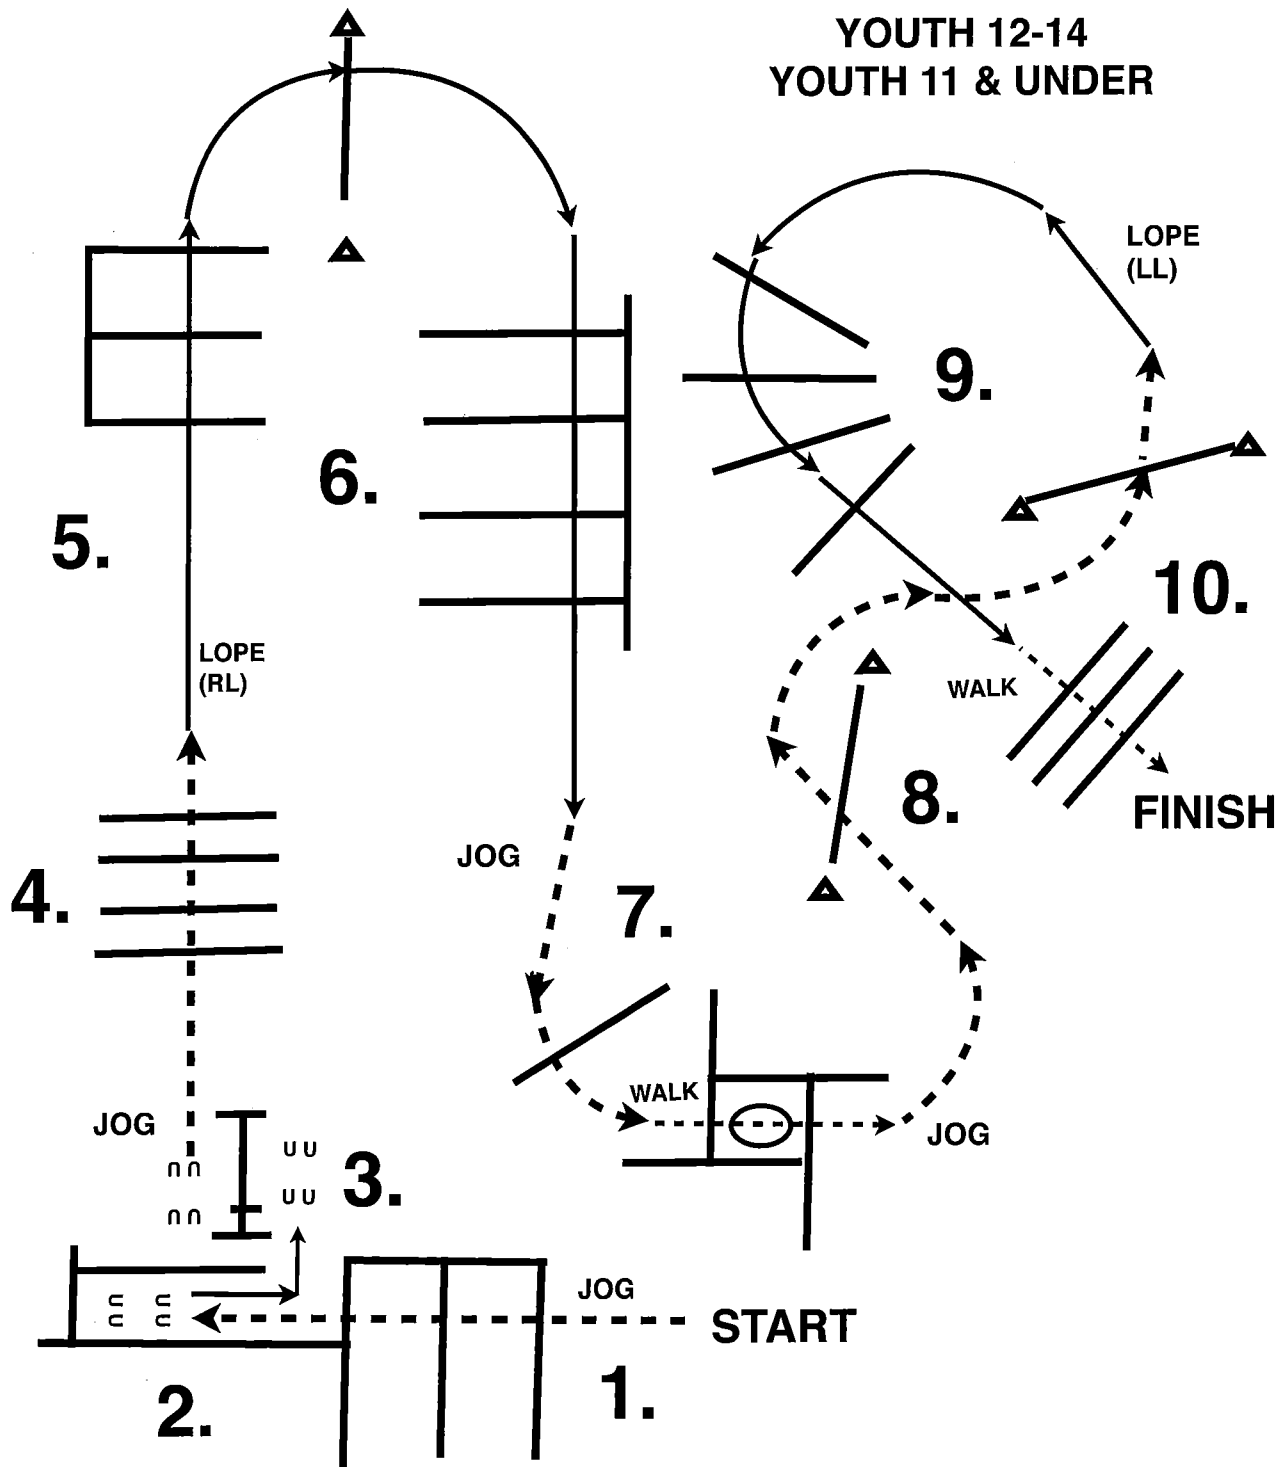 YOUTH 12-14
YOUTH 11 & UNDER
LOPE
(LL)
9.
6.
5.
10.
LOPE
(RL)
WALK
8.
FINISH
JOG
4.
7.
WALK
JOG
JOG
3.
JOG
START
1.
2.